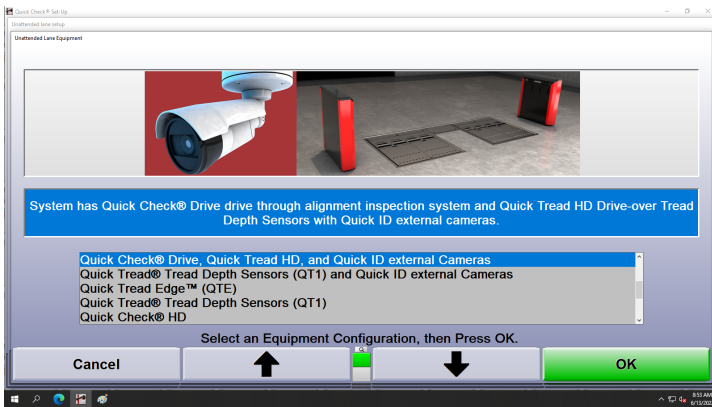 Quick Check® Set-Up
Unattended lane setup
Unattended Lane Equipment
System has Quick Check® Drive drive through alignment inspection system and Quick Tread HD Drive-over Tread
Depth Sensors with Quick ID external cameras.
Quick Check® Drive, Quick Tread HD, and Quick ID external Cameras
Quick Tread® Tread Depth Sensors (QT1) and Quick ID external Cameras
Quick Tread Edge™ (QTE)
Quick Tread® Tread Depth Sensors (QT1)
Quick Check® HD
Select an Equipment Configuration, then Press OK.
Cancel
OK
8:53 AM